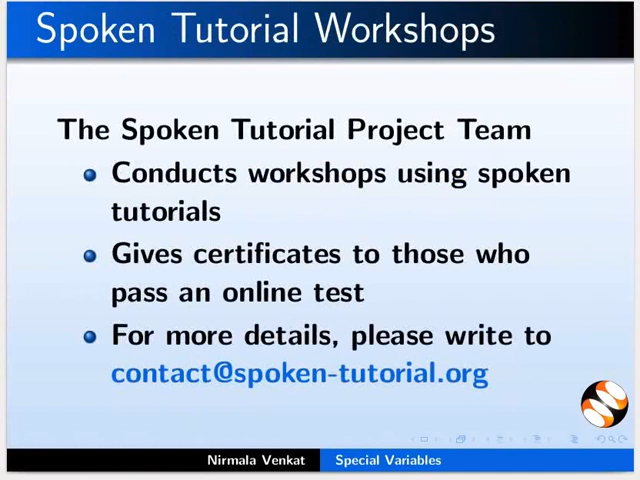 Spoken Tutorial Workshops
The Spoken Tutorial Project Team
Conducts workshops using spoken
tutorials
Gives certificates to those who
pass an online test
For more details, please write to
contact@spoken-tutorial.org
Nirmala Venkat Special Variables